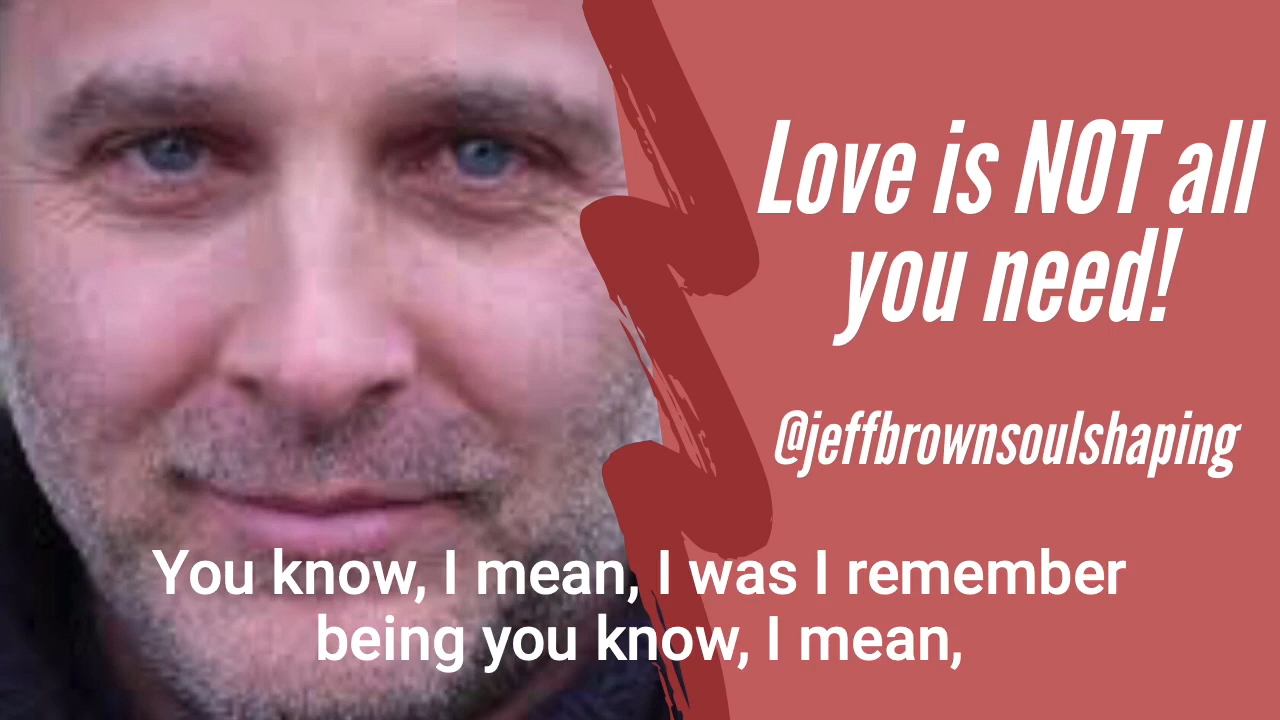 Love is NOT all
you need!
@jeffbrownsoulshaping
You know, I mean, I was I remember
being you know, I mean,